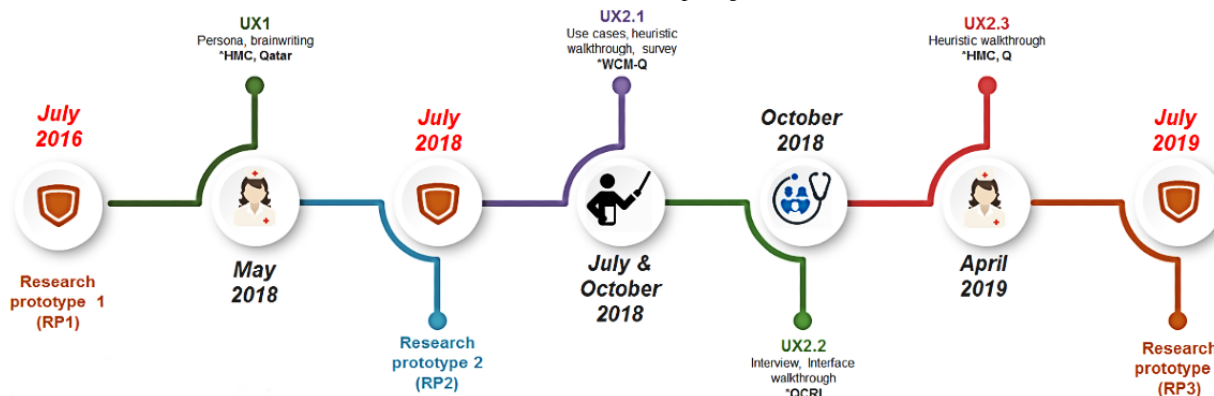 UX1
Persona, brainwriting
*HMC, Qatar
UX2.1
Use cases, heuristic
walkthrough, survey
*WCM-Q
UX2.3
Heuristic walkthrough
*HMC, Q
July
2016
July
2018
October
2018
July
2019
Research
prototype 1
(RP1)
May
2018
Research
prototype 2
(RP2)
July &
October
2018
UX2.2
Interview, Interface
walkthrough
*QCRI
April
2019
Research
prototype
(RP3)